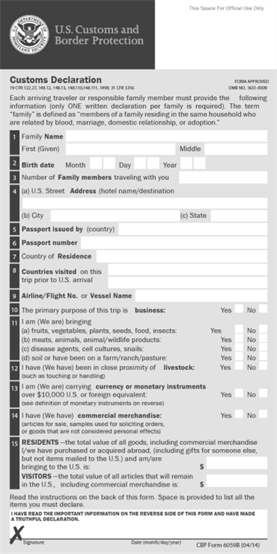 This Space For Official Use Only
U.S. Customs and
Border Protection
Customs Declaration
19 CFR 122.27, 148.12, 148.13, 148.110,148.111, 1498; 31 CFR 5316
FORM APPROVED
OMB NO. 1651-0009
Each arriving traveler or responsible family member must provide the following
information (only ONE written declaration per family is required). The term
"family" is defined as "members of a family residing in the same household who
are related by blood, marriage, domestic relationship, or adoption."
1 Family Name
First (Given) Middle
2 Birth date Month Day Year
3 Number of Family members traveling with you
4 (a) U.S. Street Address (hotel name/destination
(b) City (c) State
5 Passport issued by (country)
6 Passport number
7 Country of Residence
8 Countries visited on this
trip prior to U.S. arrival
9 Airline/Flight No. or Vessel Name
10 The primary purpose of this trip is business: Yes No
11 I am (We are) bringing
(a) fruits, vegetables, plants, seeds, food, insects: Yes No
(b) meats, animals, animal/wildlife products: Yes No
(c) disease agents, cell cultures, snails: Yes No
(d) soil or have been on a farm/ranch/pasture: Yes No
12 I have (We have) been in close proximity of livestock: Yes No
(such as touching or handling)
13 I am (We are) carrying currency or monetary instruments
over $10,000 U.S. or foreign equivalent: Yes No
(see definition of monetary instruments on reverse)
14 I have (We have) commercial merchandise: Yes No
(articles for sale, samples used for soliciting orders,
or goods that are not considered personal effects)
15 RESIDENTS—the total value of all goods, including commercial merchandise
I/we have purchased or acquired abroad, (including gifts for someone else,
but not items mailed to the U.S.) and am/are
bringing to the U.S. is: $
VISITORS—the total value of all articles that will remain
in the U.S., including commercial merchandise is: $
Read the instructions on the back of this form. Space is provided to list all the
items you must declare.
I HAVE READ THE IMPORTANT INFORMATION ON THE REVERSE SIDE OF THIS FORM AND HAVE MADE
A TRUTHFUL DECLARATION.
X
Signature Date (month/day/year) CBP Form 6059B (04/14)